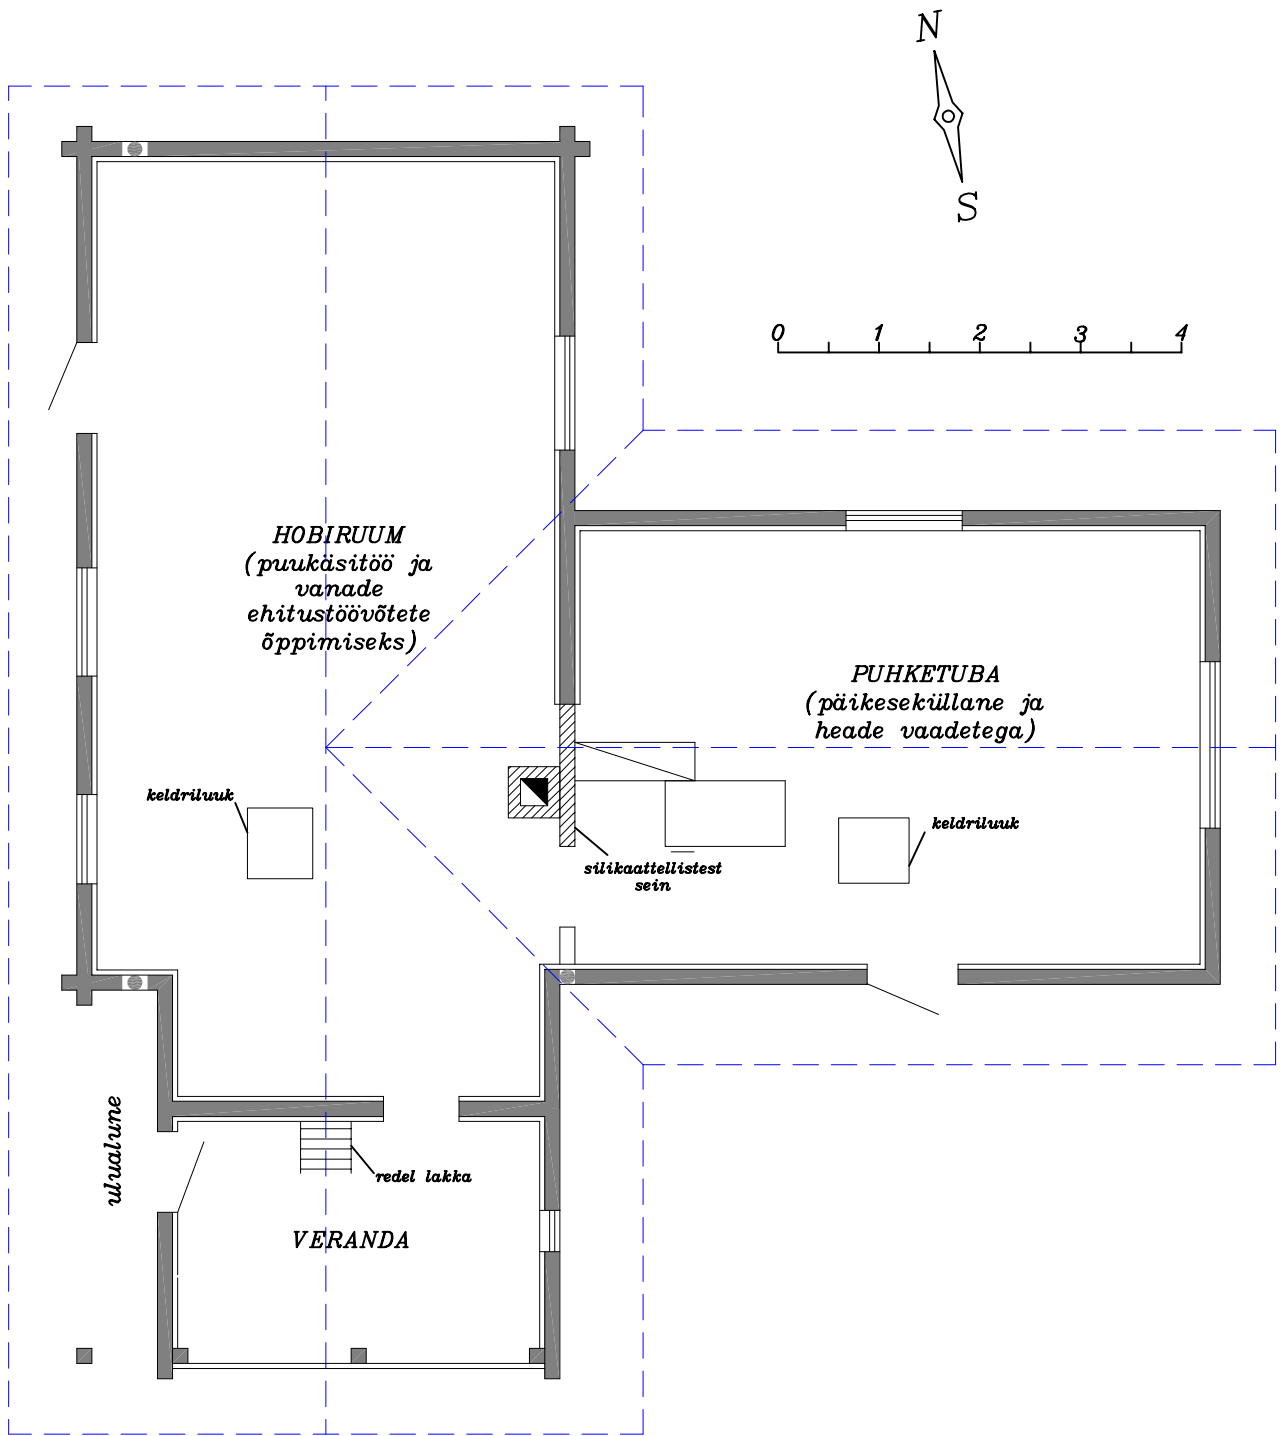 N
S
0 1 2 3 4
HOBIRUUM
(puukäsitöö ja
vanade
ehitustöövõtete
õppimiseks)
PUHKETUBA
(päikeseküllane ja
heade vaadetega)
keldriluuk
keldriluuk
silikaattellistest
sein
ulualune
redel lakka
VERANDA